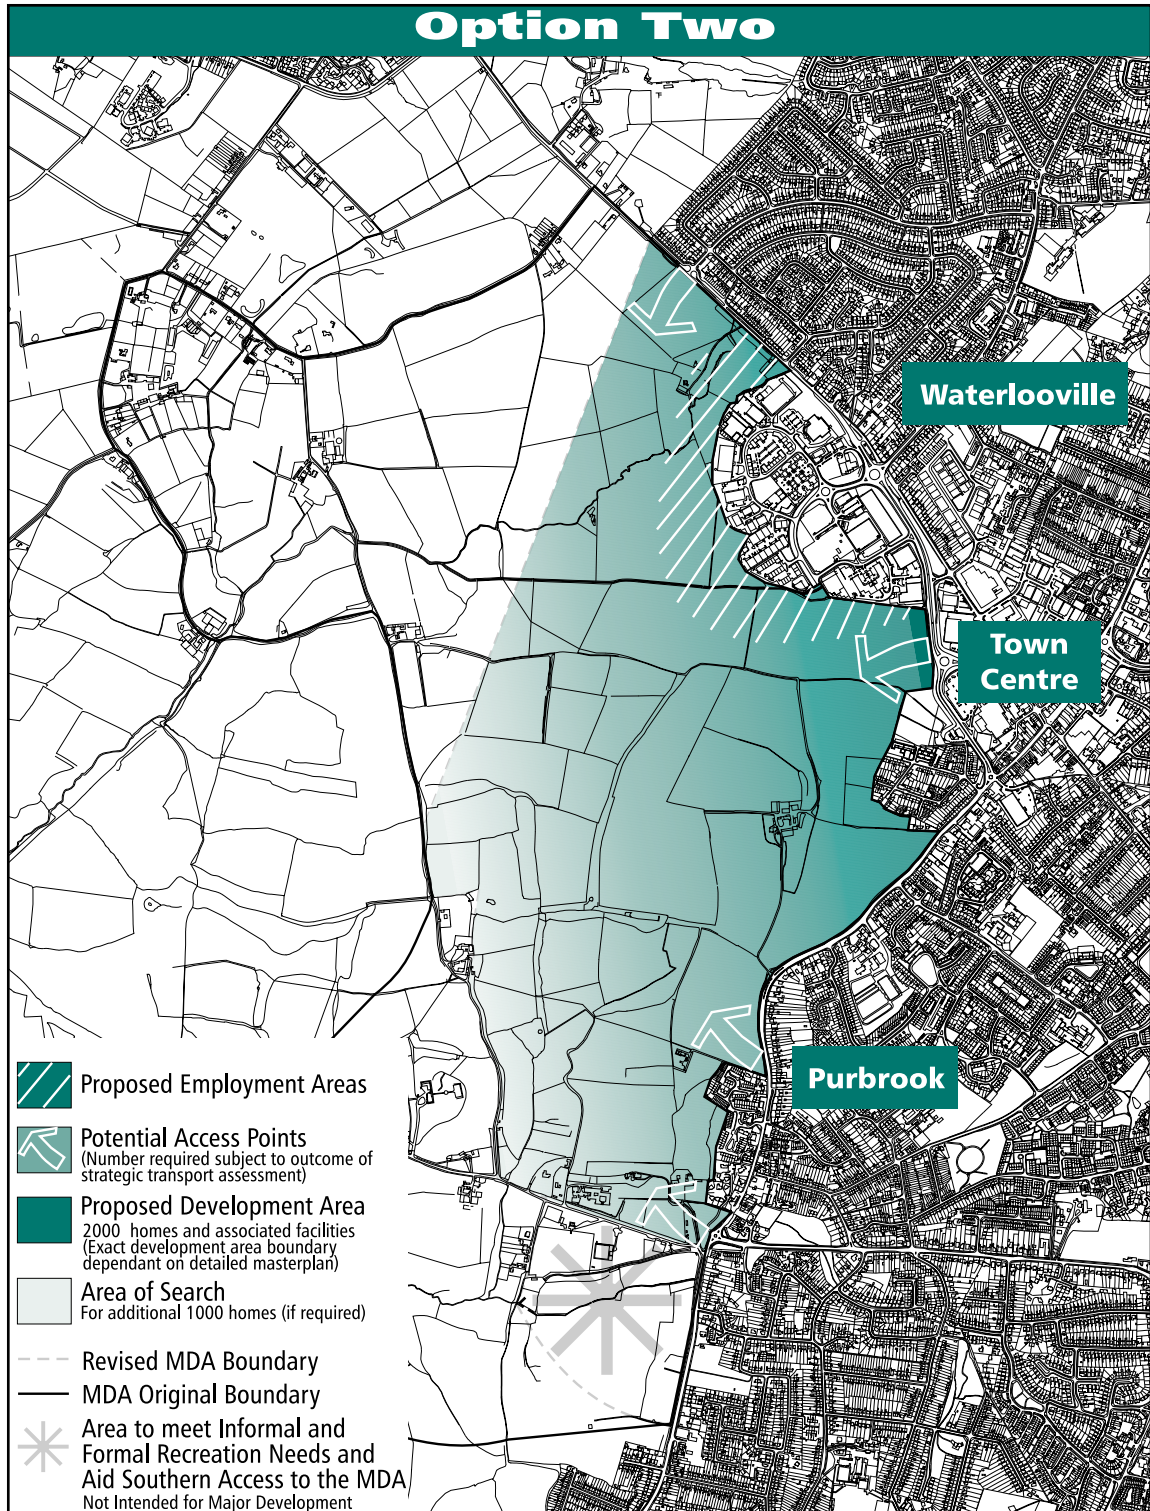 Option Two
Waterlooville
Town
Centre
Purbrook
Proposed Employment Areas
Potential Access Points
(Number required subject to outcome of
strategic transport assessment)
Proposed Development Area
2000 homes and associated facilities
(Exact development area boundary
dependant on detailed masterplan)
Area of Search
For additional 1000 homes (if required)
Revised MDA Boundary
MDA Original Boundary
Area to meet Informal and
Formal Recreation Needs and
Aid Southern Access to the MDA
Not Intended for Major Development